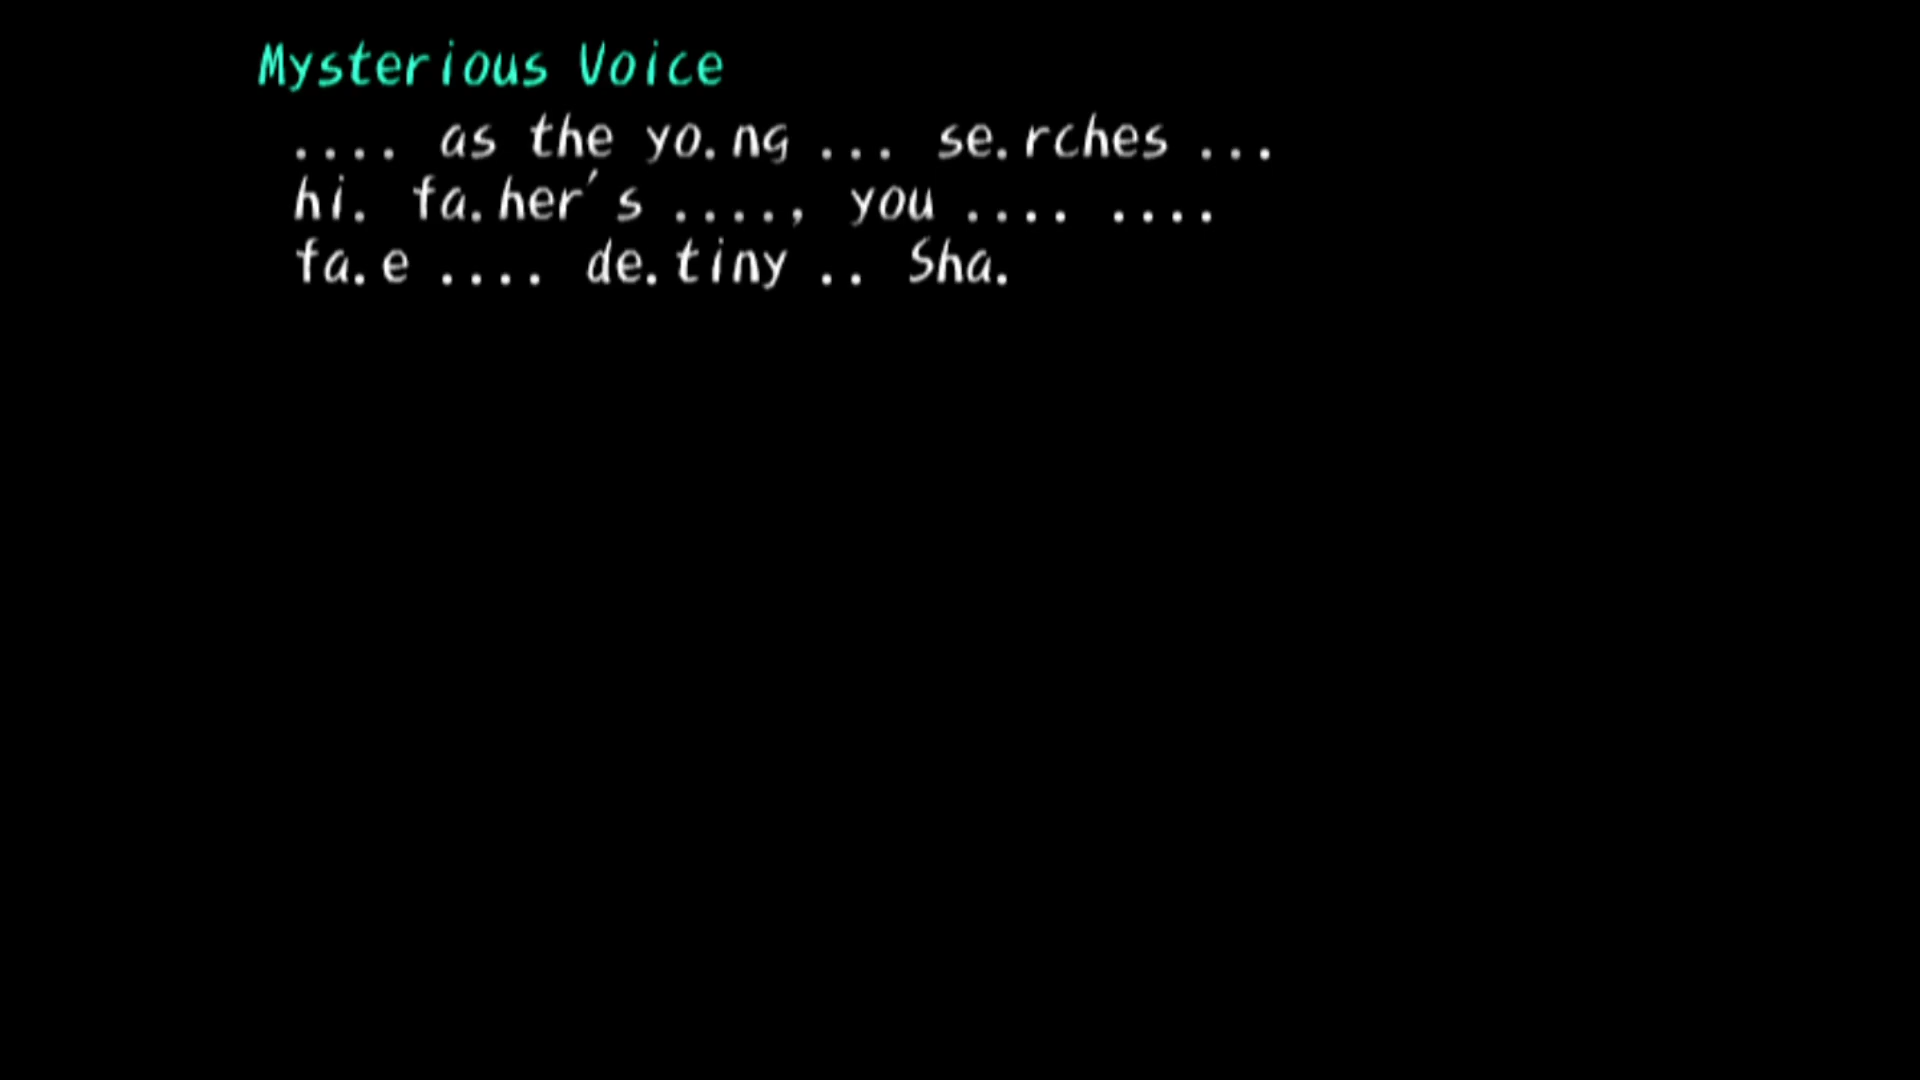 Mysterious Voice
.... as the yo.ng ... se.rches ...
hi. fa.her's ...., you .... ....
fa.e .... de.tiny .. Sha.